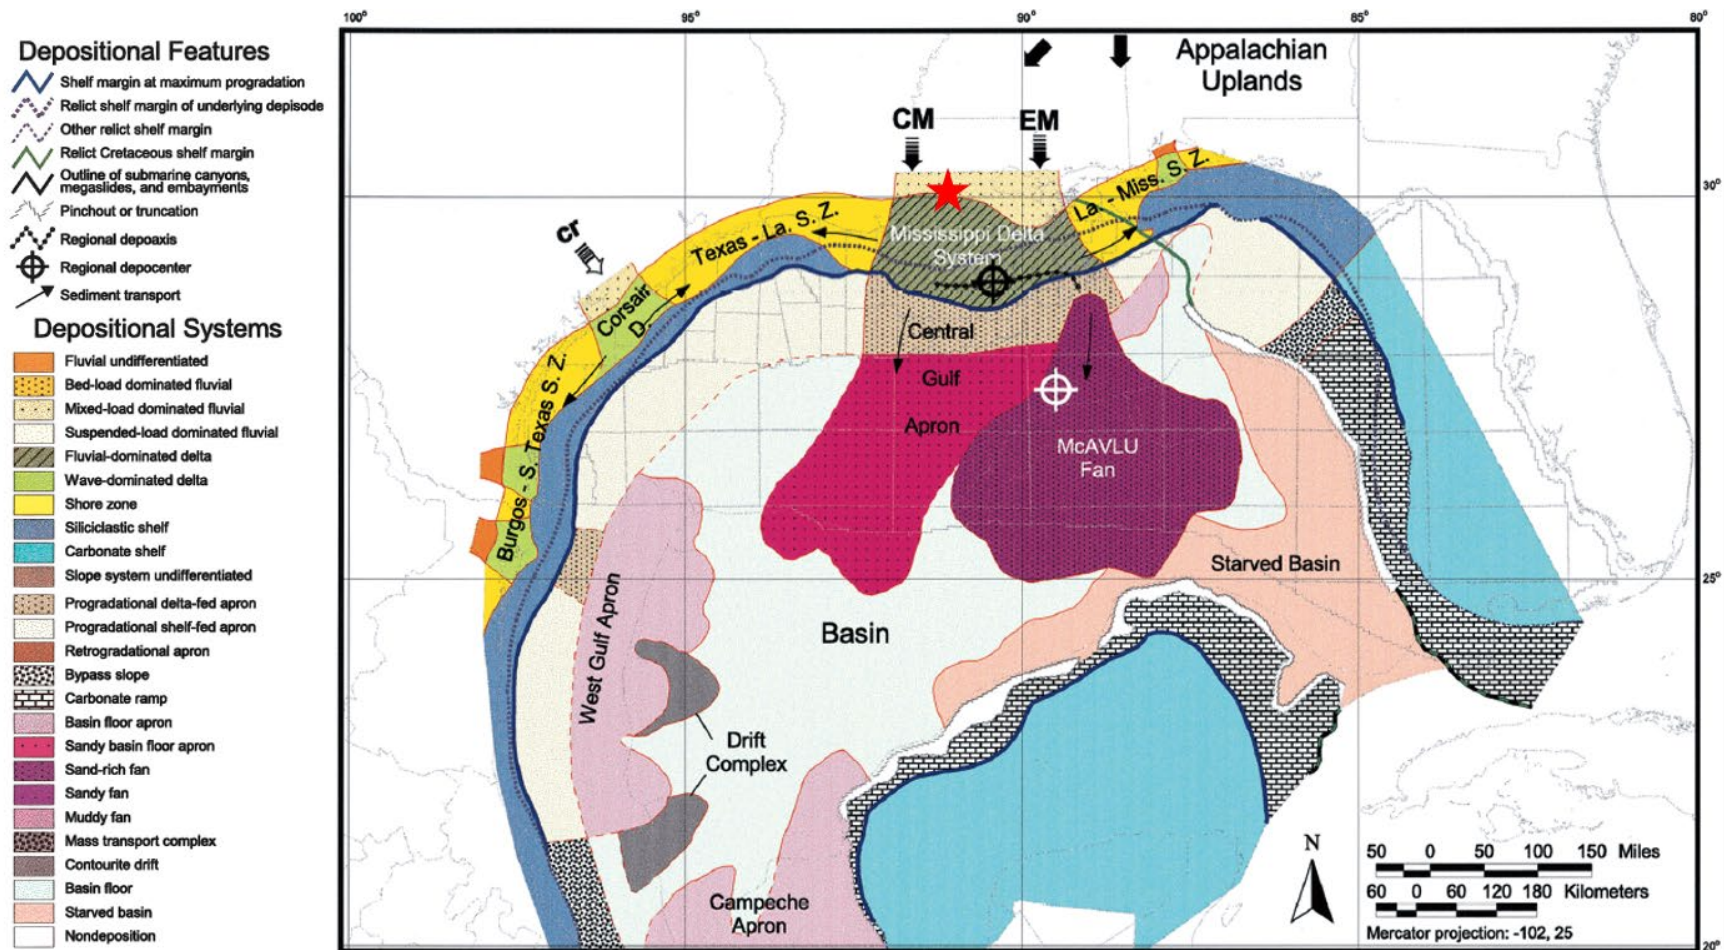 100°
95°
90°
85°
80°
Depositional Features
Shelf margin at maximum progradation
Relict shelf margin of underlying depisode
Other relict shelf margin
Relict Cretaceous shelf margin
Outline of submarine canyons,
megaslides, and embayments
Pinchout or truncation
Regional depoaxis
Regional depocenter
Sediment transport
Depositional Systems
Fluvial undifferentiated
Bed-load dominated fluvial
Mixed-load dominated fluvial
Suspended-load dominated fluvial
Fluvial-dominated delta
Wave-dominated delta
Shore zone
Siliciclastic shelf
Carbonate shelf
Slope system undifferentiated
Progradational delta-fed apron
Progradational shelf-fed apron
Retrogradational apron
Bypass slope
Carbonate ramp
Basin floor apron
Sandy basin floor apron
Sand-rich fan
Sandy fan
Muddy fan
Mass transport complex
Contourite drift
Basin floor
Starved basin
Nondeposition
Appalachian
Uplands
CM
EM
cr
30°
La. - Miss. S. Z.
Texas - La. S. Z.
Mississippi Delta
System
Corsair
D.
Central
Gulf
Apron
McAVLU
Fan
Burgos - S. Texas S. Z.
Starved Basin
25°
West Gulf Apron
Basin
Drift
Complex
Campeche
Apron
N
50 0 50 100 150 Miles
60 0 60 120 180 Kilometers
Mercator projection: -102, 25
20°